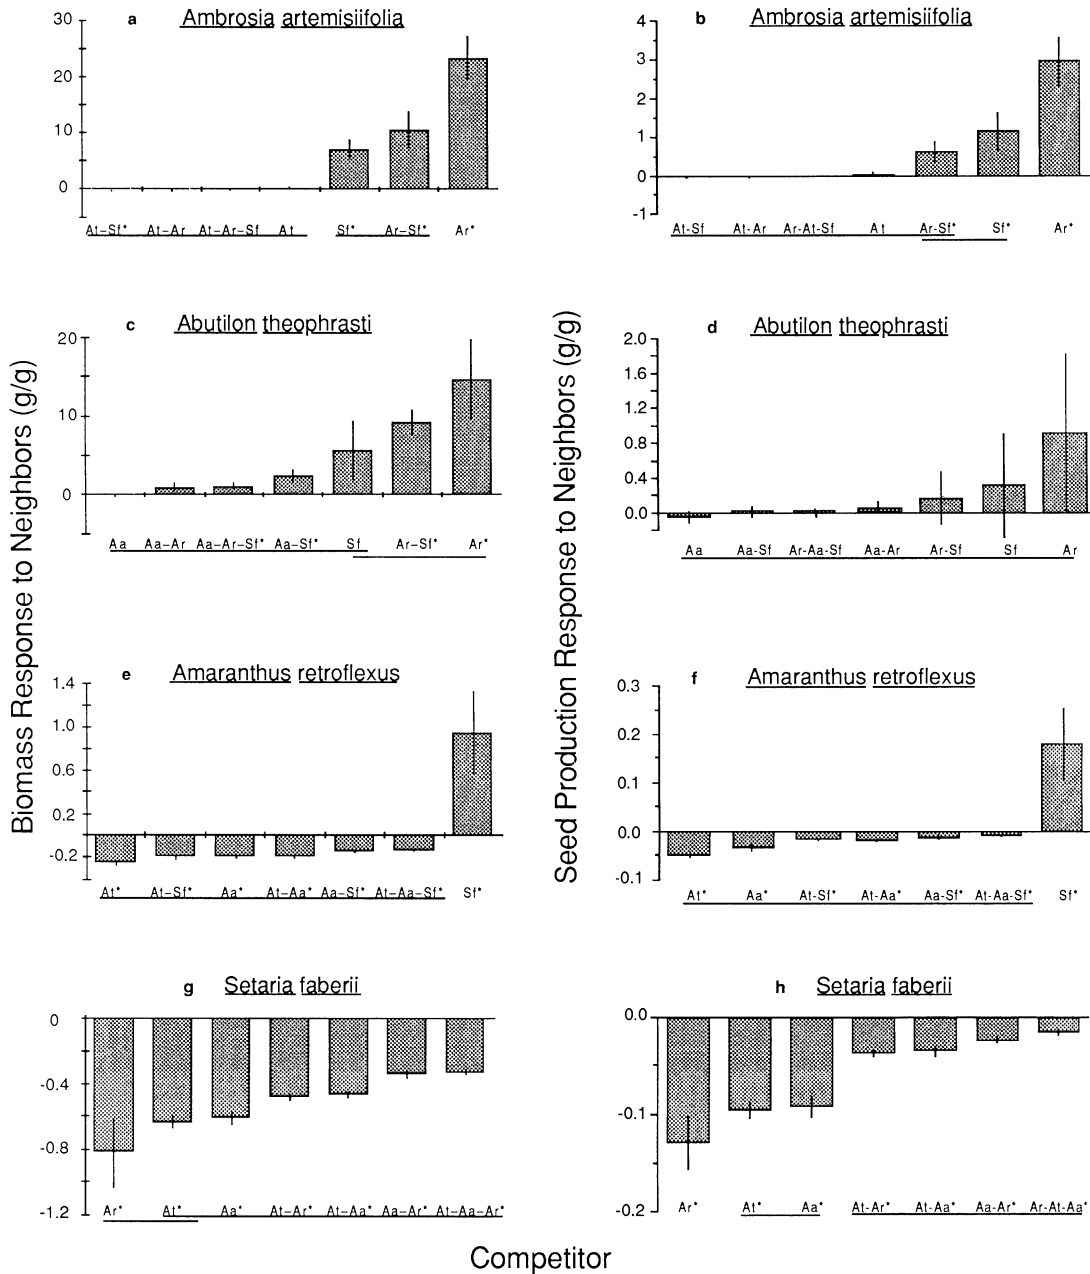 a Ambrosia artemisiifolia
30
20
10
0
At-Sf* At-Ar At-Ar-Sf At Sf* Ar-Sf* Ar*
b Ambrosia artemisiifolia
4
3
2
1
0
-1
At-Sf At-Ar Ar-At-Sf At Ar-Sf* Sf* Ar*
Biomass Response to Neighbors (g/g)
c Abutilon theophrasti
20
10
0
Aa Aa-Ar Aa-Ar-Sf* Aa-Sf* Sf Ar-Sf* Ar*
Seed Production Response to Neighbors (g/g)
d Abutilon theophrasti
2.0
1.6
1.2
0.8
0.4
0.0
Aa Aa-Sf Ar-Aa-Sf Aa-Ar Ar-Sf Sf Ar
e Amaranthus retroflexus
1.4
1.0
0.6
0.2
-0.2
At* At-Sf* Aa* At-Aa* Aa-Sf* At-Aa-Sf* Sf*
f Amaranthus retroflexus
0.3
0.2
0.1
0.0
-0.1
At* Aa* At-Sf* At-Aa* Aa-Sf* At-Aa-Sf* Sf*
g Setaria faberii
0
-0.4
-0.8
-1.2
Ar* At* Aa* At-Ar* At-Aa* Aa-Ar* At-Aa-Ar*
h Setaria faberii
0.0
-0.1
-0.2
Ar* At* Aa* At-Ar* At-Aa* Aa-Ar* Ar-At-Aa*
Competitor